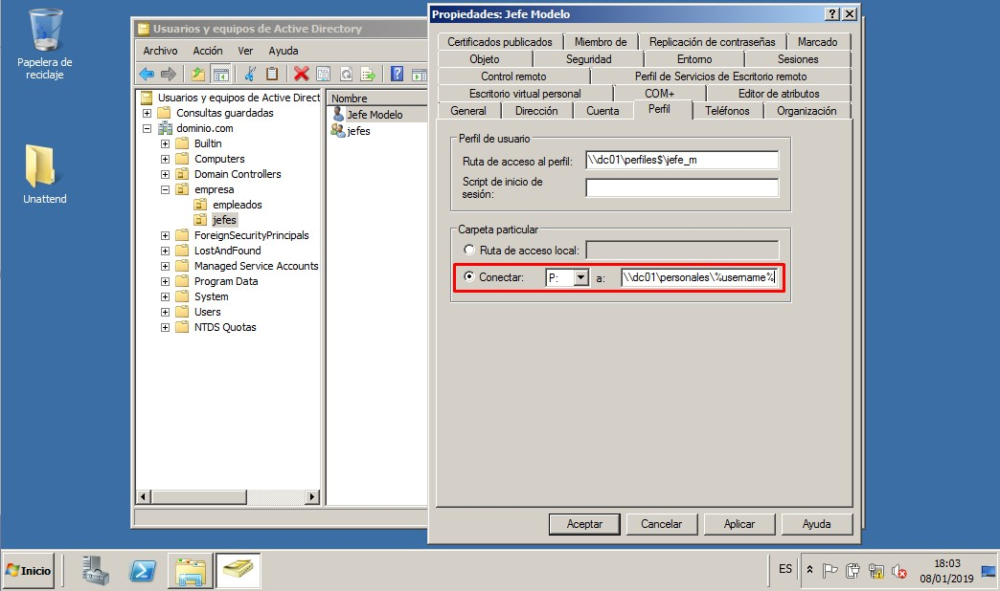 Papelera de
reciclaje
Unattend
Usuarios y equipos de Active Directory
Archivo Acción Ver Ayuda
Usuarios y equipos de Active Direct
Consultas guardadas
dominio.com
Builtin
Computers
Domain Controllers
empresa
empleados
jefes
ForeignSecurityPrincipals
LostAndFound
Managed Service Accounts
Program Data
System
Users
NTDS Quotas
Nombre
Jefe Modelo
jefes
Propiedades: Jefe Modelo
Certificados publicados Miembro de Replicación de contraseñas Marcado
Objeto Seguridad Entorno Sesiones
Control remoto Perfil de Servicios de Escritorio remoto
Escritorio virtual personal COM+ Editor de atributos
General Dirección Cuenta Perfil Teléfonos Organización
Perfil de usuario
Ruta de acceso al perfil: \\dc01\perfiles$\jefe_m
Script de inicio de
sesión:
Carpeta particular
Ruta de acceso local:
Conectar: P: a: \\dc01\personales\%username%
Aceptar Cancelar Aplicar Ayuda
Inicio
ES
18:03
08/01/2019